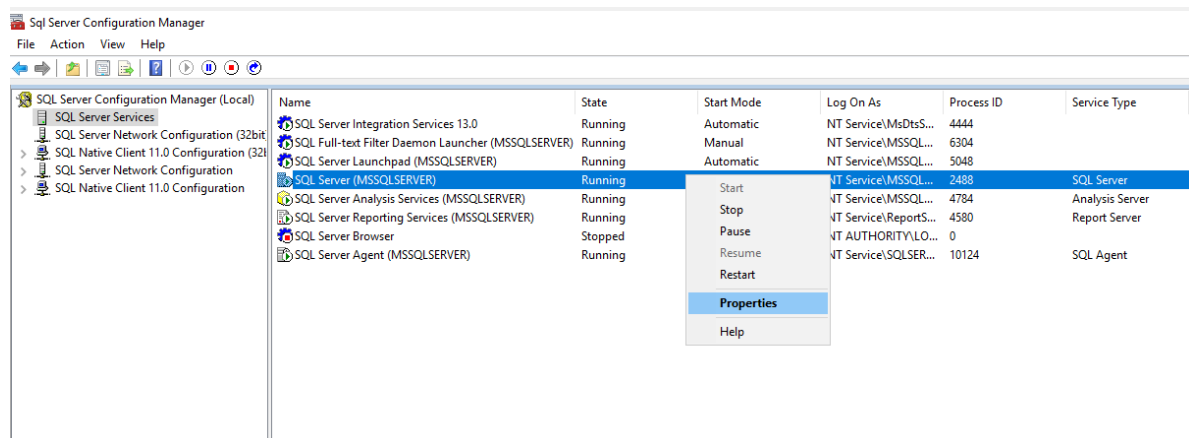 Sql Server Configuration Manager
File Action View Help
SQL Server Configuration Manager (Local)
SQL Server Services
SQL Server Network Configuration (32bit
SQL Native Client 11.0 Configuration (32
SQL Server Network Configuration
SQL Native Client 11.0 Configuration
Name State Start Mode Log On As Process ID Service Type
SQL Server Integration Services 13.0 Running Automatic NT Service\MsDtsS... 4444
SQL Full-text Filter Daemon Launcher (MSSQLSERVER) Running Manual NT Service\MSSQL... 6304
SQL Server Launchpad (MSSQLSERVER) Running Automatic NT Service\MSSQL... 5048
SQL Server (MSSQLSERVER) Running NT Service\MSSQL... 2488 SQL Server
SQL Server Analysis Services (MSSQLSERVER) Running NT Service\MSSQL... 4784 Analysis Server
SQL Server Reporting Services (MSSQLSERVER) Running NT Service\ReportS... 4580 Report Server
SQL Server Browser Stopped NT AUTHORITY\LO... 0
SQL Server Agent (MSSQLSERVER) Running NT Service\SQLSER... 10124 SQL Agent
Start
Stop
Pause
Resume
Restart
Properties
Help